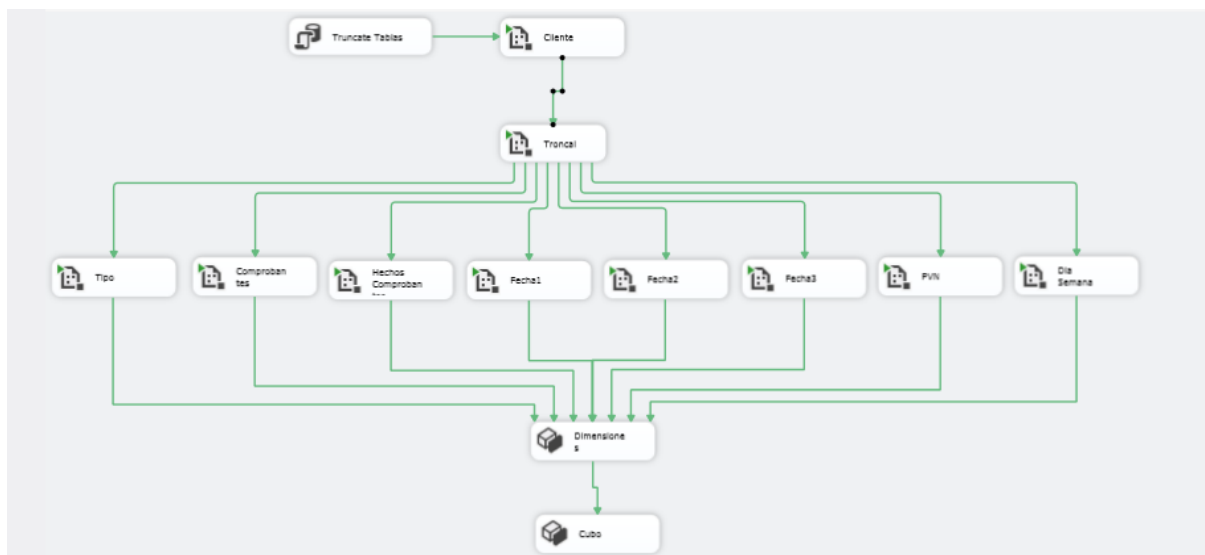 Truncate Tablas
Cliente
Troncal
Tipo
Comproban
tes
Hechos
Comproban
Fecha1
Fecha2
Fecha3
PVN
Dia
Semana
Dimensione
s
Cubo